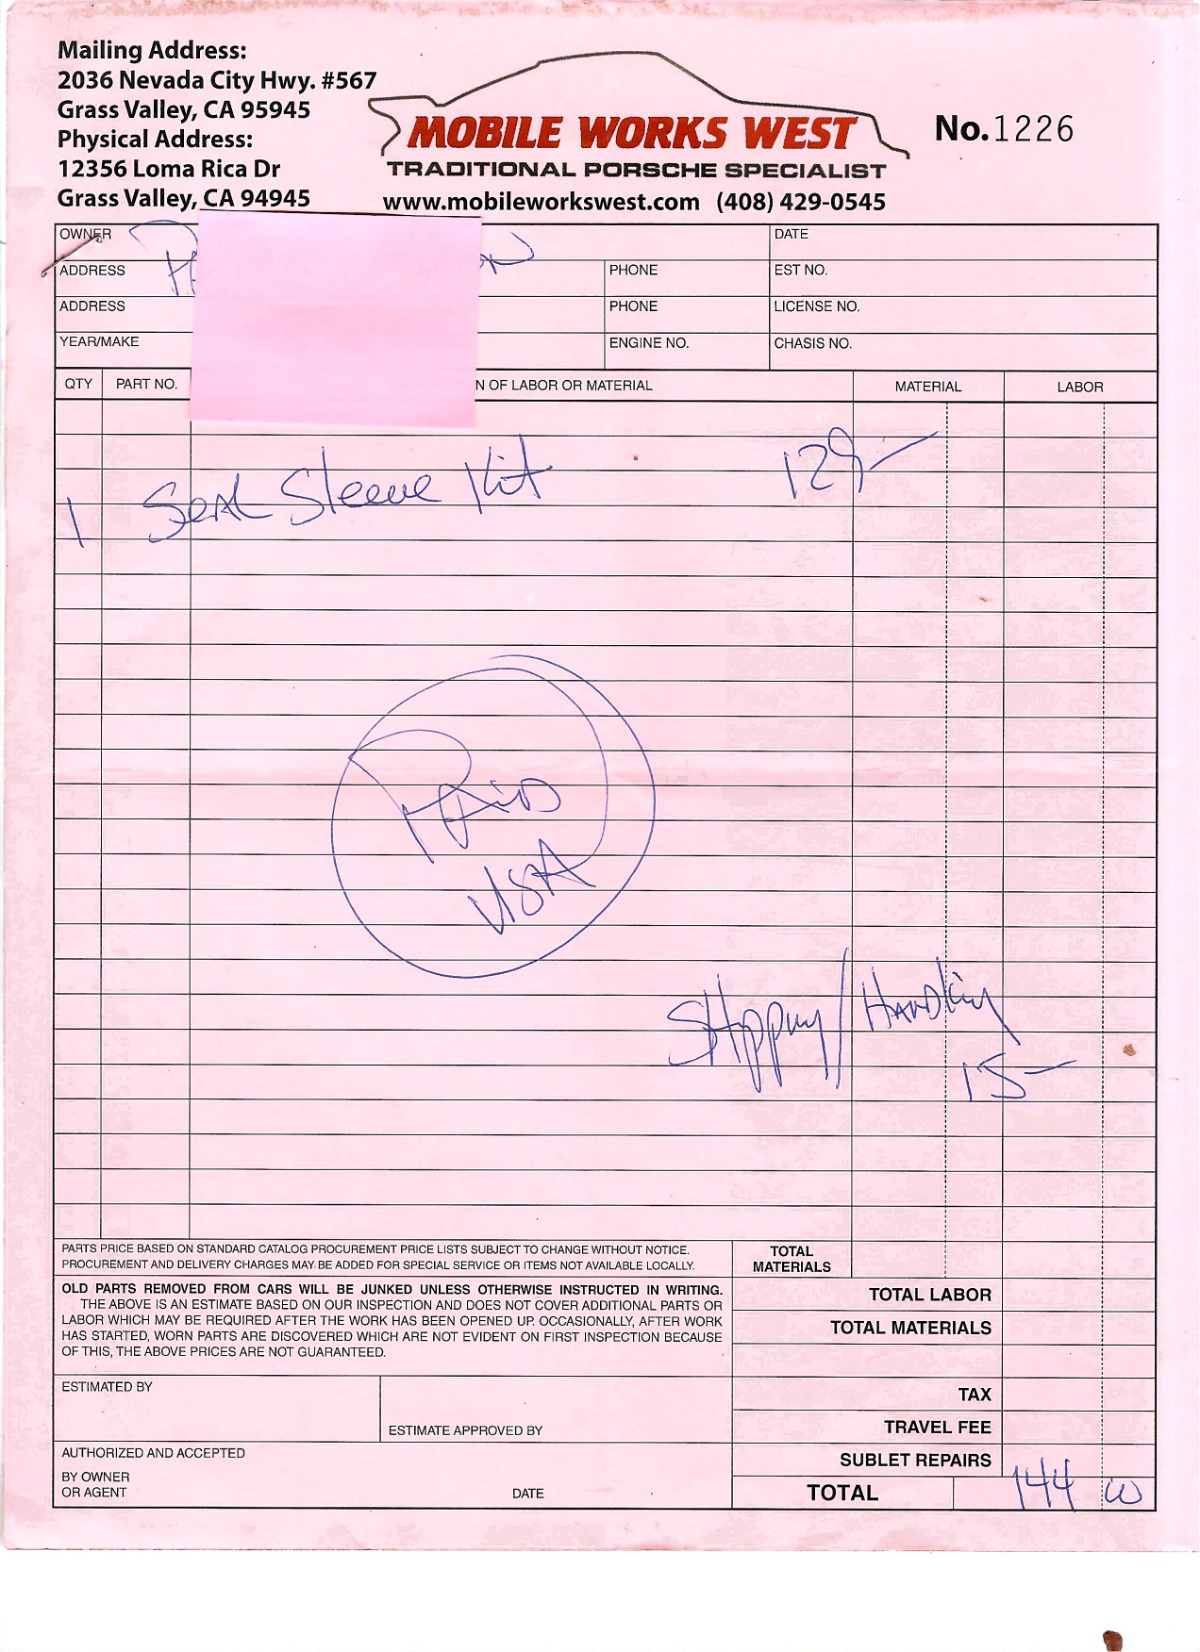 Mailing Address:
2036 Nevada City Hwy. #567
Grass Valley, CA 95945
Physical Address:
12356 Loma Rica Dr
Grass Valley, CA 94945
MOBILE WORKS WEST
TRADITIONAL PORSCHE SPECIALIST
www.mobileworkswest.com (408) 429-0545
No. 1226
OWNER
DATE
ADDRESS
PHONE
EST NO.
ADDRESS
PHONE
LICENSE NO.
YEAR/MAKE
ENGINE NO.
CHASIS NO.
QTY PART NO. N OF LABOR OR MATERIAL MATERIAL LABOR
1 Seal Sleeve Kit 129-
PAID
VISA
Shipping/Handling
15-
PARTS PRICE BASED ON STANDARD CATALOG PROCUREMENT PRICE LISTS SUBJECT TO CHANGE WITHOUT NOTICE.
PROCUREMENT AND DELIVERY CHARGES MAY BE ADDED FOR SPECIAL SERVICE OR ITEMS NOT AVAILABLE LOCALLY.
TOTAL
MATERIALS
OLD PARTS REMOVED FROM CARS WILL BE JUNKED UNLESS OTHERWISE INSTRUCTED IN WRITING.
THE ABOVE IS AN ESTIMATE BASED ON OUR INSPECTION AND DOES NOT COVER ADDITIONAL PARTS OR
LABOR WHICH MAY BE REQUIRED AFTER THE WORK HAS BEEN OPENED UP. OCCASIONALLY, AFTER WORK
HAS STARTED, WORN PARTS ARE DISCOVERED WHICH ARE NOT EVIDENT ON FIRST INSPECTION BECAUSE
OF THIS, THE ABOVE PRICES ARE NOT GUARANTEED.
TOTAL LABOR
TOTAL MATERIALS
ESTIMATED BY
ESTIMATE APPROVED BY
TAX
TRAVEL FEE
AUTHORIZED AND ACCEPTED
BY OWNER
OR AGENT
DATE
SUBLET REPAIRS
TOTAL 144 00